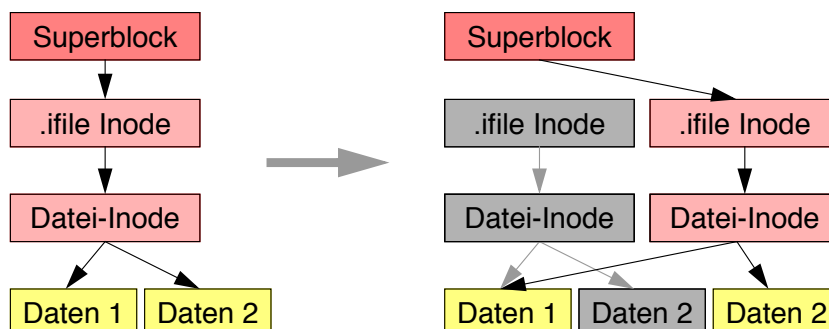 Superblock
Superblock
.ifile Inode
.ifile Inode
.ifile Inode
Datei-Inode
Datei-Inode
Datei-Inode
Daten 1
Daten 2
Daten 1
Daten 2
Daten 2